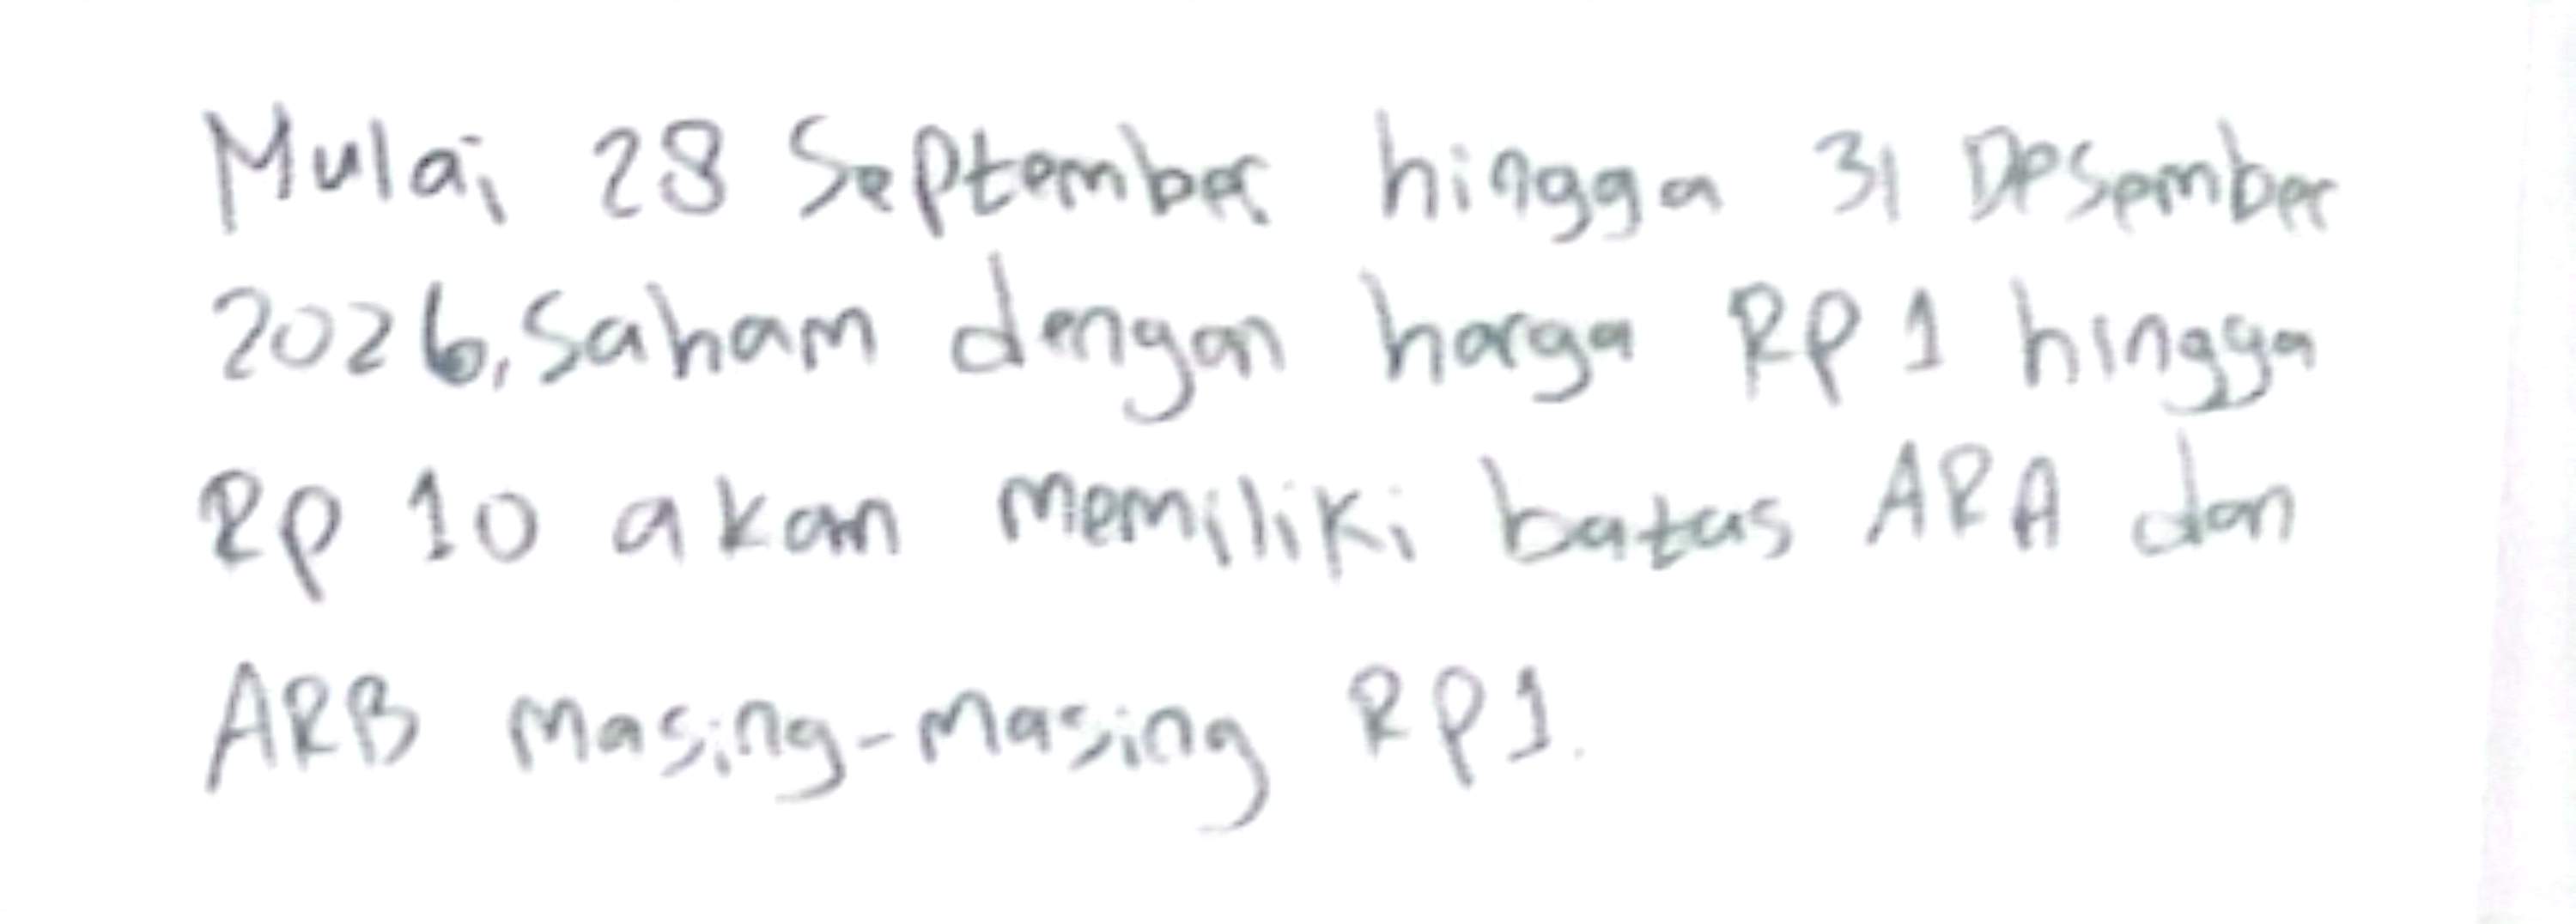 Mulai 28 September hingga 31 Desember
2026, Saham dengan harga RP 1 hingga
Rp 10 akan memiliki batas ARA dan
ARB masing-masing RP1.